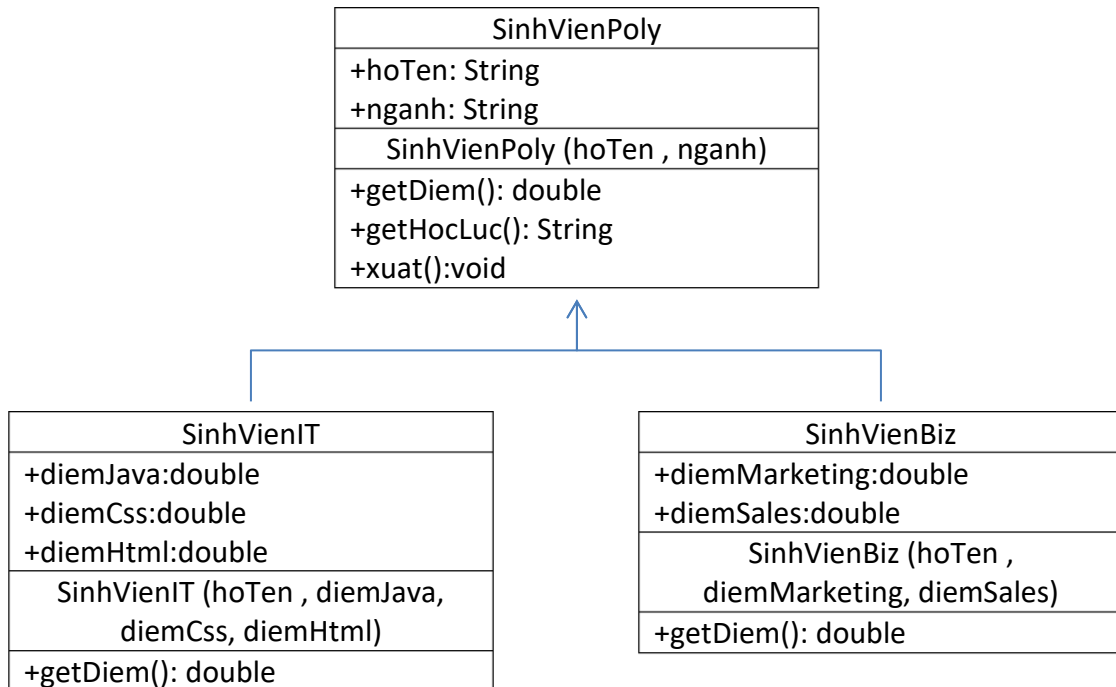 SinhVienPoly
+hoTen: String
+nganh: String
SinhVienPoly (hoTen , nganh)
+getDiem(): double
+getHocLuc(): String
+xuat():void
SinhVienIT
+diemJava:double
+diemCss:double
+diemHtml:double
SinhVienIT (hoTen , diemJava,
diemCss, diemHtml)
+getDiem(): double
SinhVienBiz
+diemMarketing:double
+diemSales:double
SinhVienBiz (hoTen ,
diemMarketing, diemSales)
+getDiem(): double